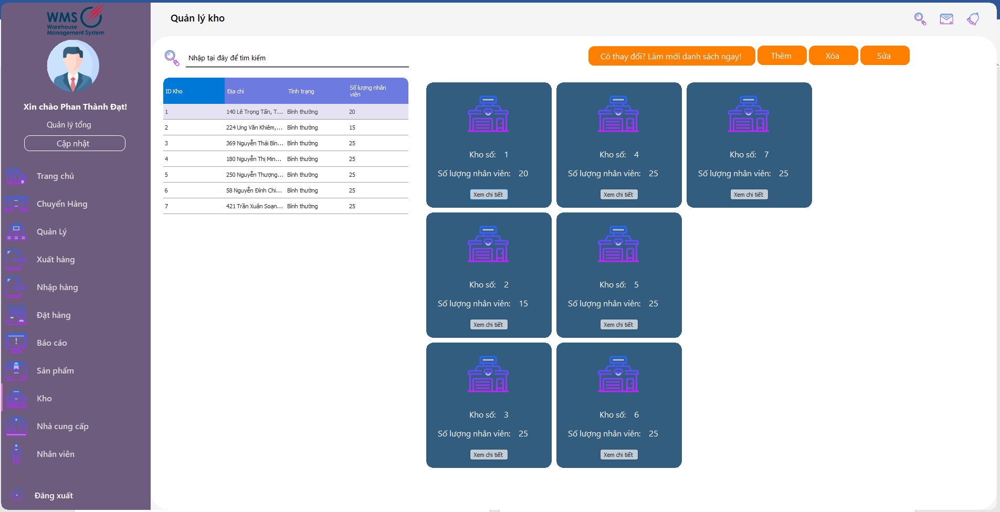 WMS
Warehouse
Management System
Xin chào Phan Thành Đạt!
Quản lý tổng
Cập nhật
Trang chủ
Chuyển Hàng
Quản Lý
Xuất hàng
Nhập hàng
Đặt hàng
Báo cáo
Sản phẩm
Kho
Nhà cung cấp
Nhân viên
Đăng xuất
Quản lý kho
Nhập tại đây để tìm kiếm
Có thay đổi? Làm mới danh sách ngay! Thêm Xóa Sửa
ID Kho Địa chỉ Tình trạng Số lượng nhân viên
1 140 Lê Trọng Tấn, T... Bình thường 20
2 224 Ung Văn Khiêm,... Bình thường 15
3 369 Nguyễn Thái Bìn... Bình thường 25
4 180 Nguyễn Thị Min... Bình thường 25
5 250 Nguyễn Thượng... Bình thường 25
6 58 Nguyễn Đình Chi... Bình thường 25
7 421 Trần Xuân Soạn... Bình thường 25
Kho số: 1
Số lượng nhân viên: 20
Xem chi tiết
Kho số: 4
Số lượng nhân viên: 25
Xem chi tiết
Kho số: 7
Số lượng nhân viên: 25
Xem chi tiết
Kho số: 2
Số lượng nhân viên: 15
Xem chi tiết
Kho số: 5
Số lượng nhân viên: 25
Xem chi tiết
Kho số: 3
Số lượng nhân viên: 25
Xem chi tiết
Kho số: 6
Số lượng nhân viên: 25
Xem chi tiết